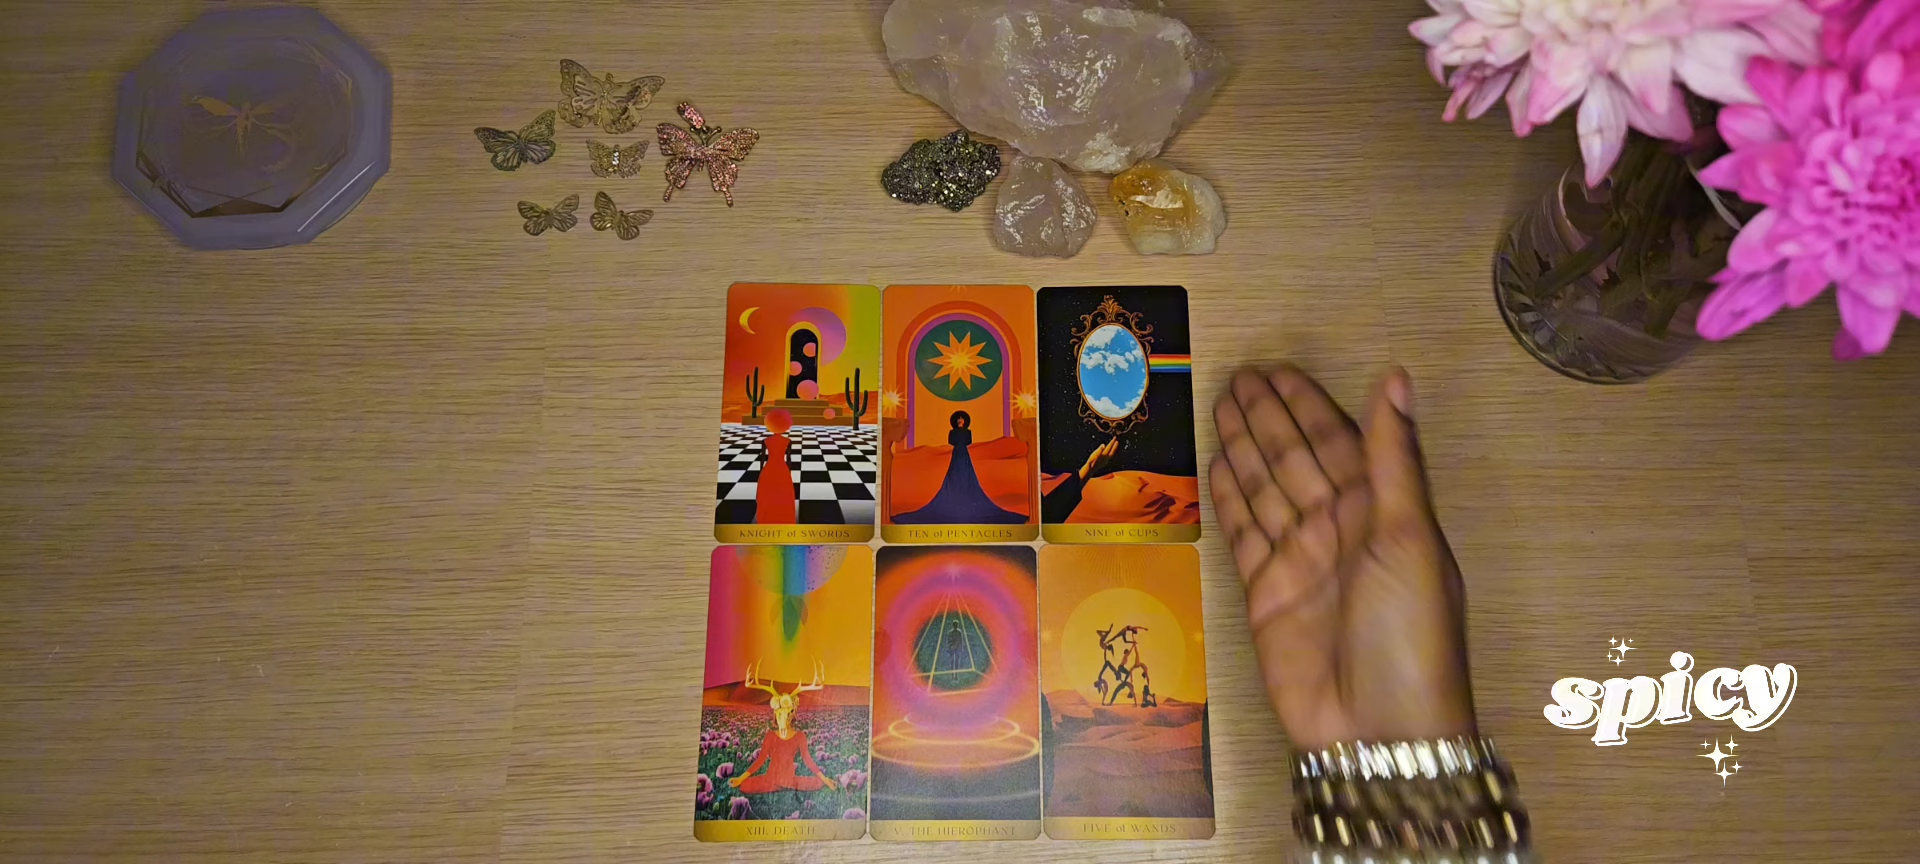 KNIGHT of SWORDS
TEN of PENTACLES
NINE of CUPS
XIII. DEATH
V. THE HIEROPHANT
FIVE of WANDS
spicy